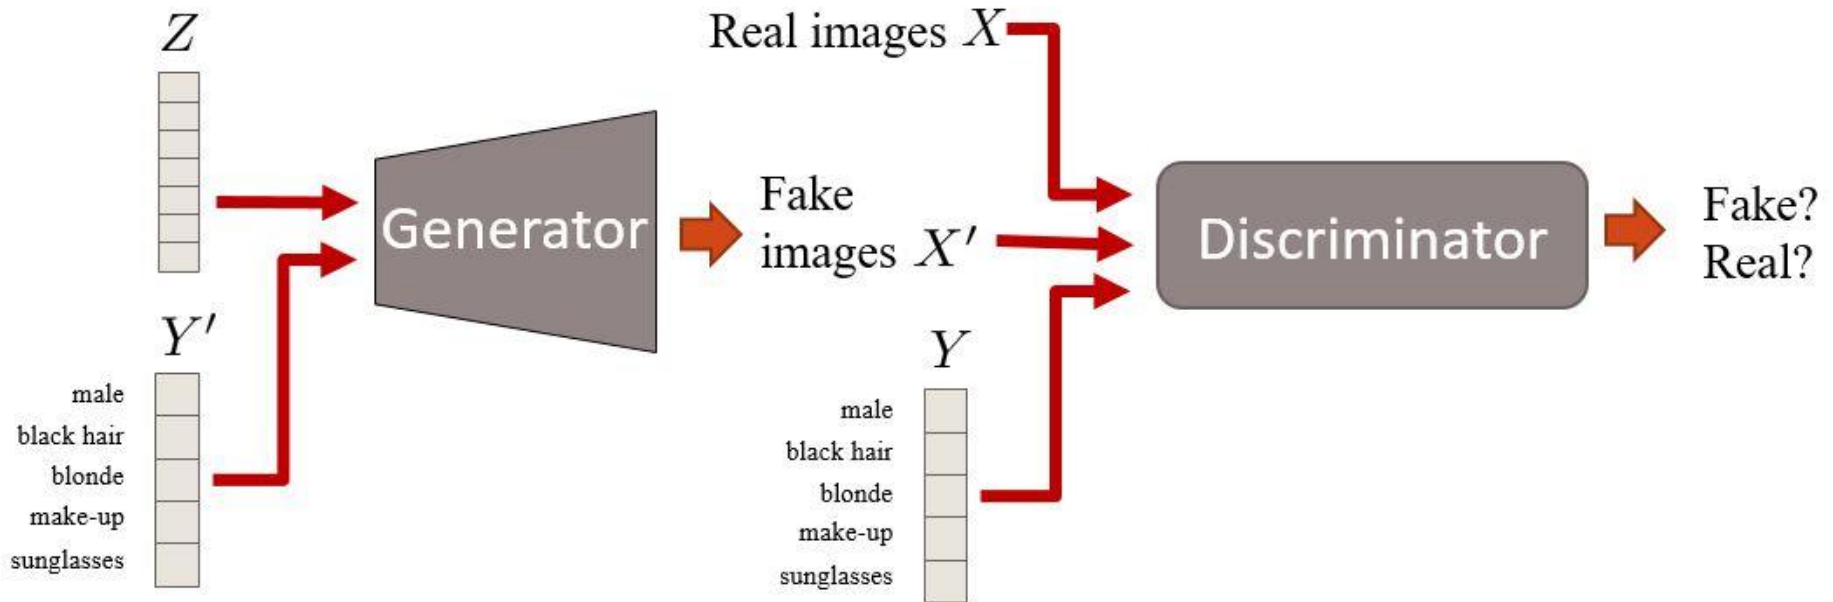 Z
Y′
male
black hair
blonde
make-up
sunglasses
Generator
Real images X
Fake
images X′
Y
male
black hair
blonde
make-up
sunglasses
Discriminator
Fake?
Real?